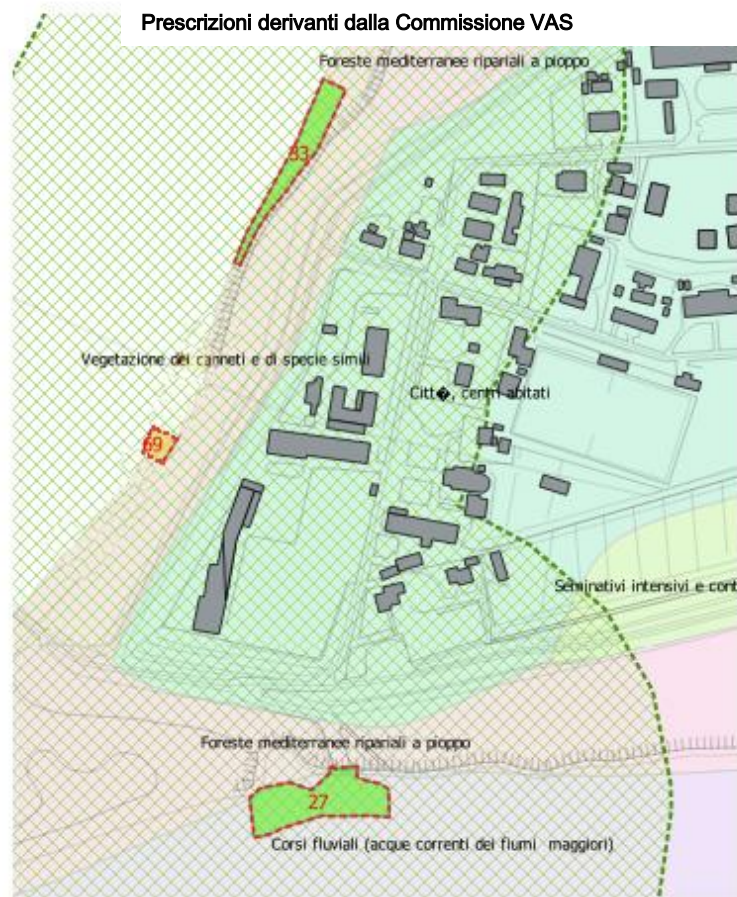 Prescrizioni derivanti dalla Commissione VAS
Foreste mediterranee ripariali a pioppo
33
Vegetazione dei canneti e di specie simili
Citt�, centri abitati
69
Seminativi intensivi e cont
Foreste mediterranee ripariali a pioppo
27
Corsi fluviali (acque correnti dei fiumi maggiori)